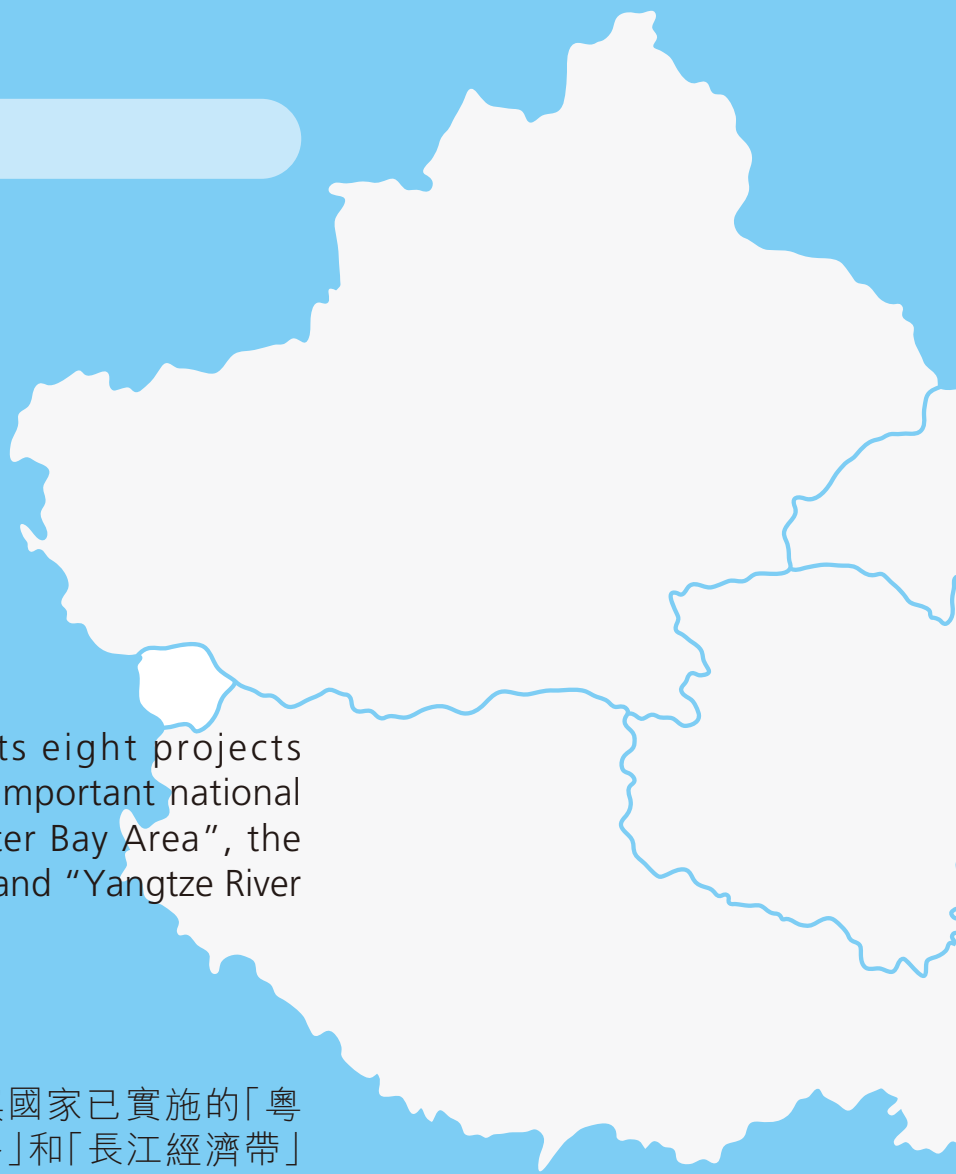 ts eight projects
important national
ter Bay Area”, the
and “Yangtze River
國家已實施的「粵
」和「長江經濟帶」